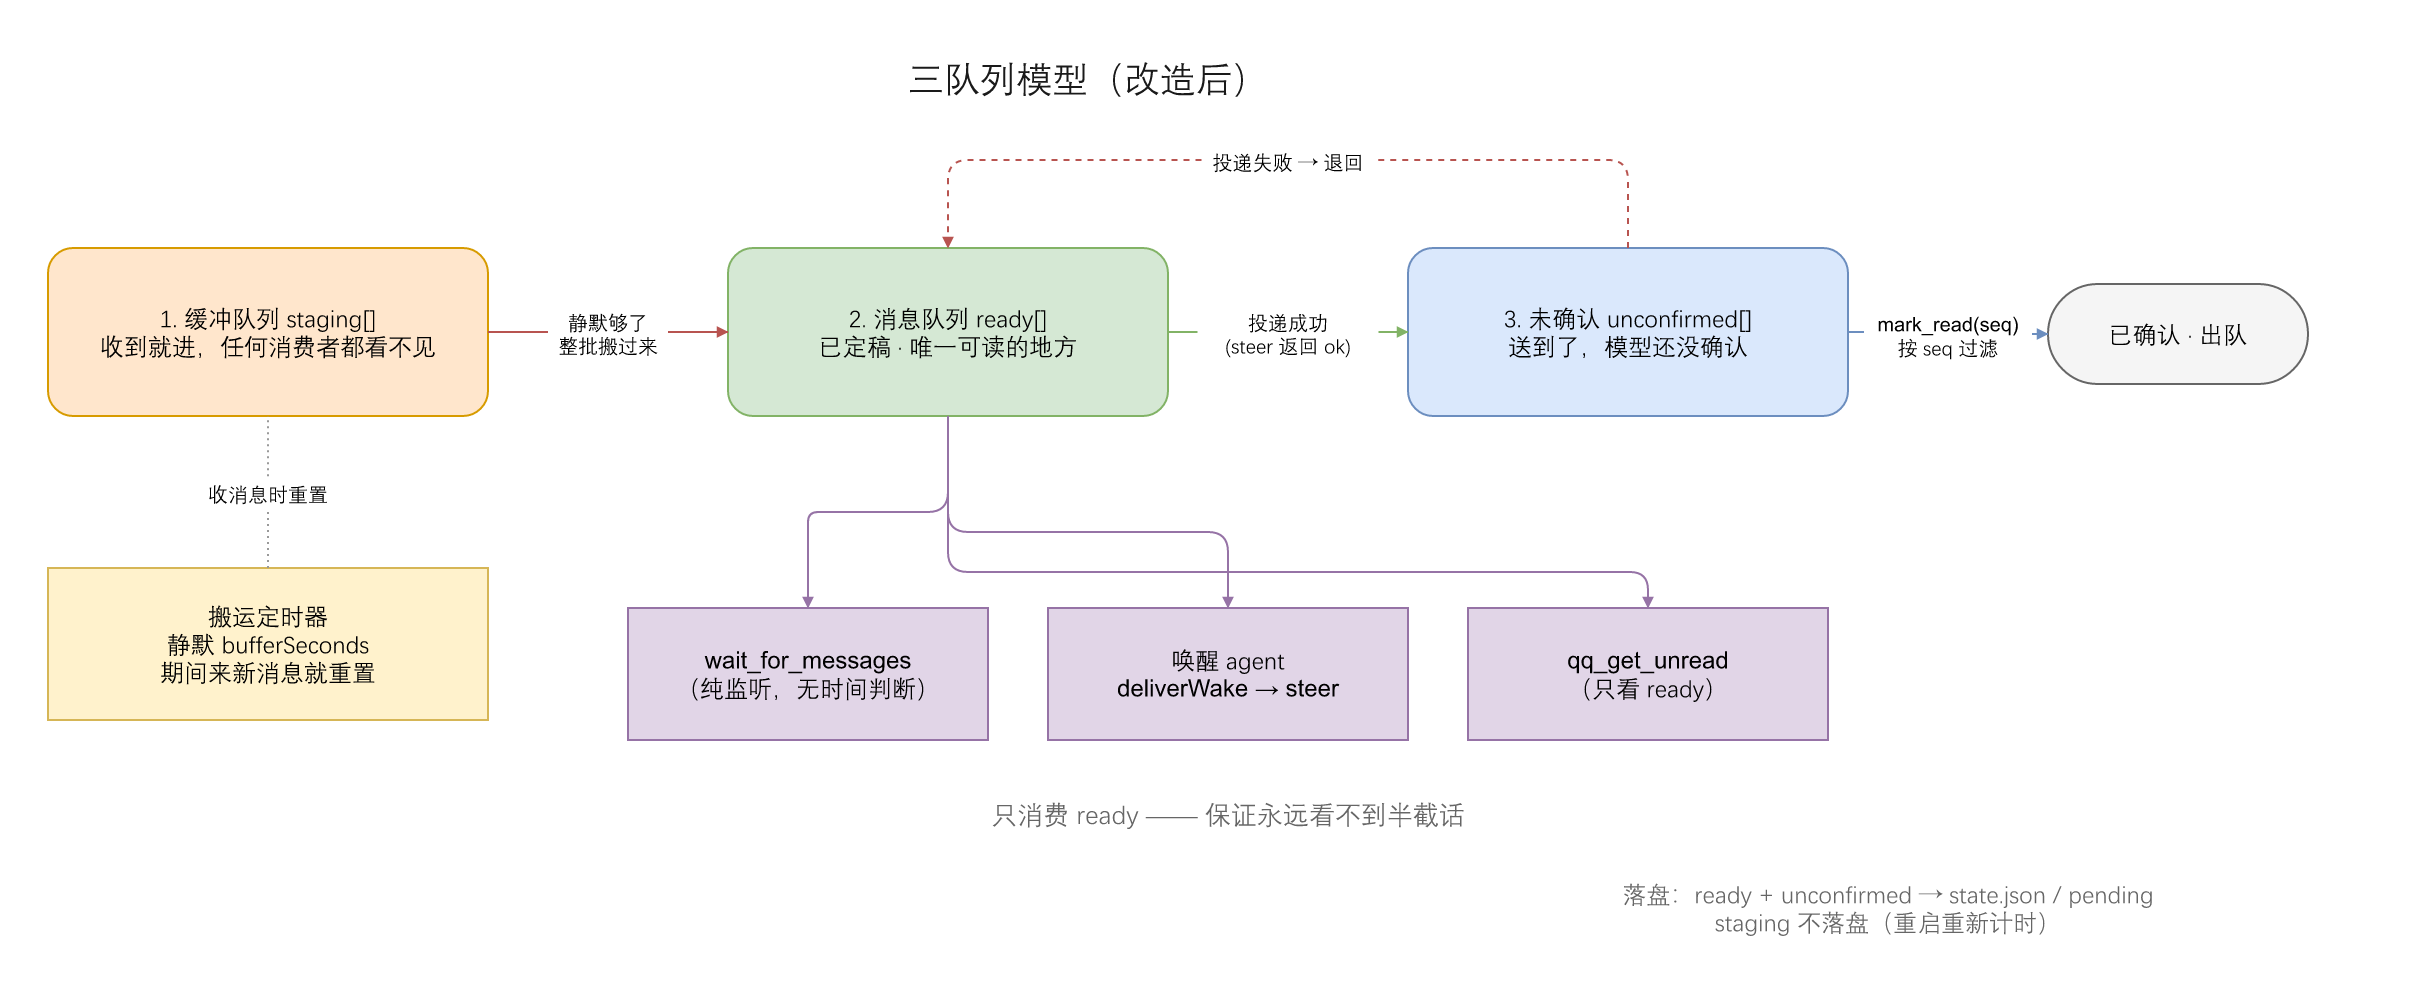 三队列模型（改造后）
投递失败 → 退回
1. 缓冲队列 staging[]
收到就进，任何消费者都看不见
静默够了
整批搬过来
2. 消息队列 ready[]
已定稿 · 唯一可读的地方
投递成功
(steer 返回 ok)
3. 未确认 unconfirmed[]
送到了，模型还没确认
mark_read(seq)
按 seq 过滤
已确认 · 出队
收消息时重置
搬运定时器
静默 bufferSeconds
期间来新消息就重置
wait_for_messages
（纯监听，无时间判断）
唤醒 agent
deliverWake → steer
qq_get_unread
（只看 ready）
只消费 ready —— 保证永远看不到半截话
落盘：ready + unconfirmed → state.json / pending
staging 不落盘（重启重新计时）